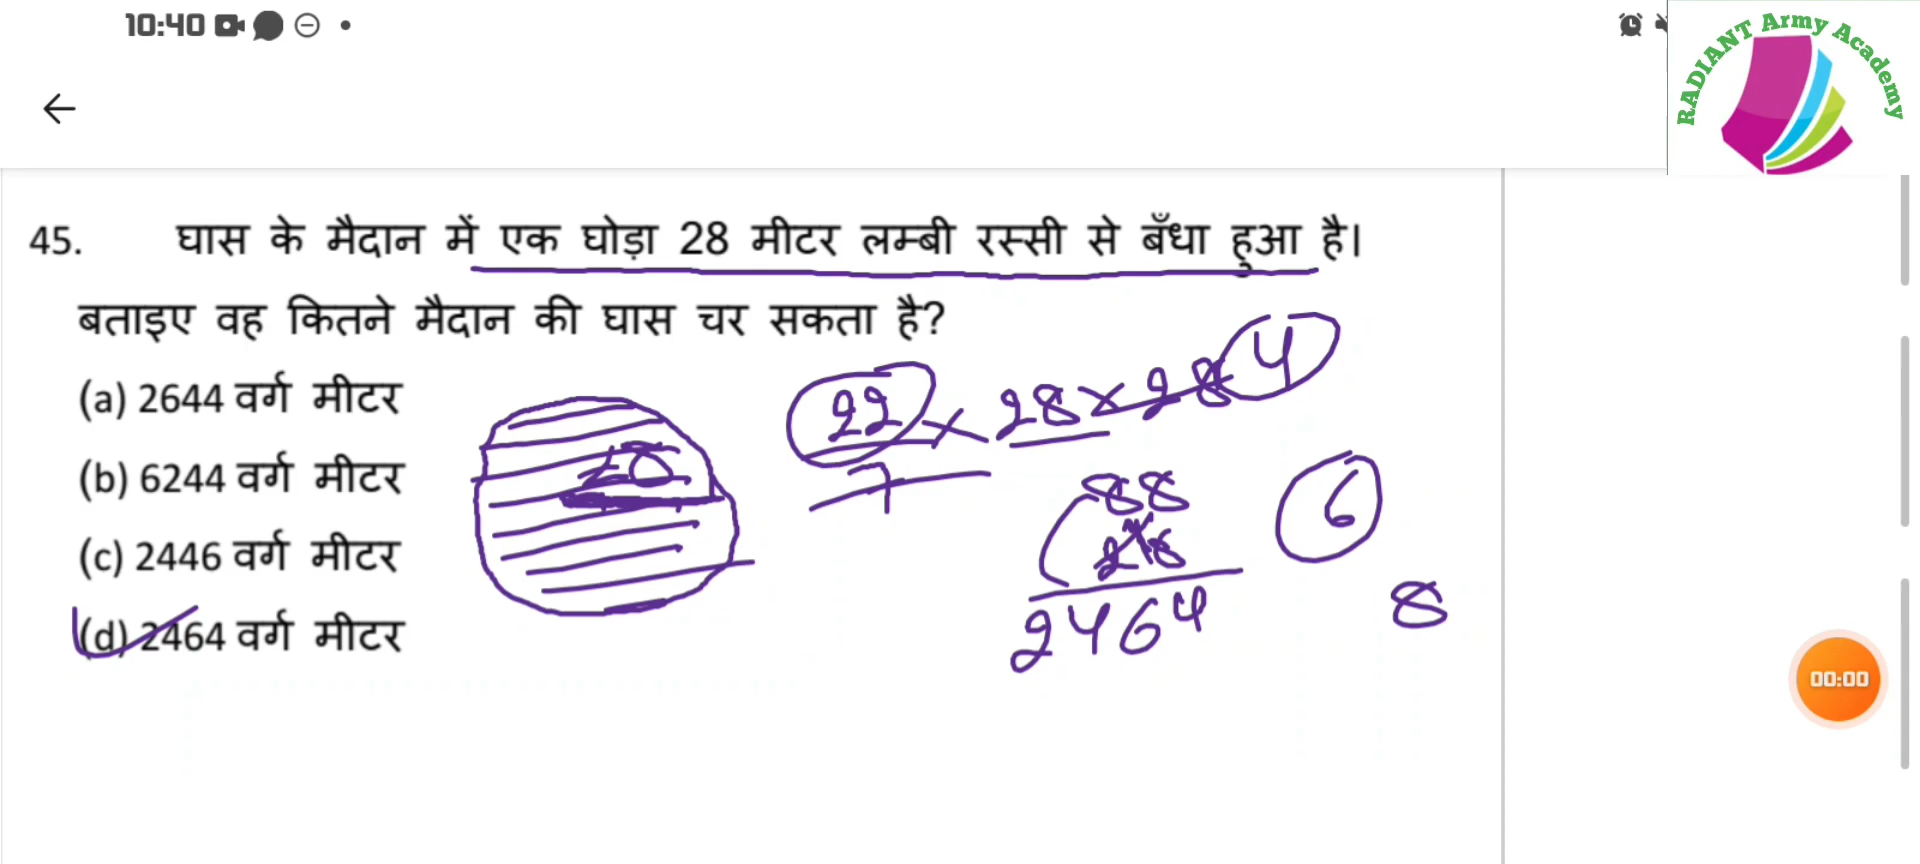 10:40
RADIANT Army Academy
45. घास के मैदान में एक घोड़ा 28 मीटर लम्बी रस्सी से बँधा हुआ है।
बताइए वह कितने मैदान की घास चर सकता है?
(a) 2644 वर्ग मीटर
(b) 6244 वर्ग मीटर
(c) 2446 वर्ग मीटर
(d) 2464 वर्ग मीटर
28
22 × 28 × 28 4
7
88
28
2464
6
8
00:00